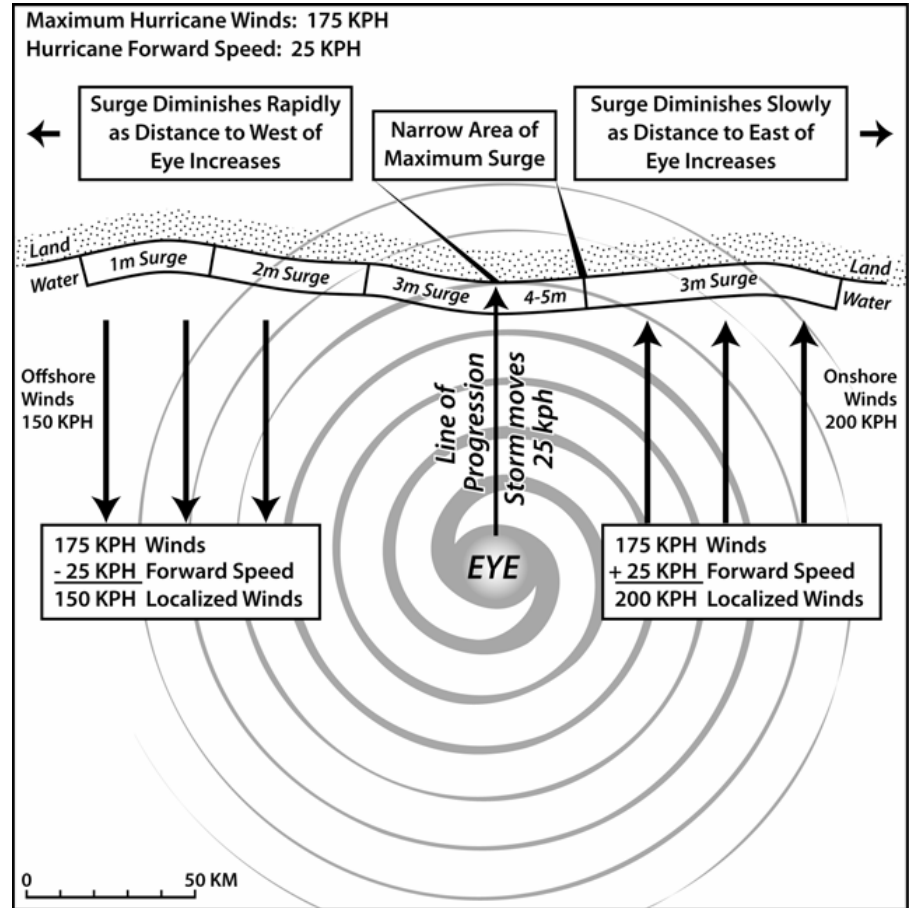 Maximum Hurricane Winds: 175 KPH
Hurricane Forward Speed: 25 KPH
Surge Diminishes Rapidly
as Distance to West of
Eye Increases
Narrow Area of
Maximum Surge
Surge Diminishes Slowly
as Distance to East of
Eye Increases
Land
Water
1m Surge
2m Surge
3m Surge
4-5m
3m Surge
Land
Water
Offshore
Winds
150 KPH
Line of
Progression
Storm moves
25 kph
Onshore
Winds
200 KPH
175 KPH Winds
- 25 KPH Forward Speed
150 KPH Localized Winds
EYE
175 KPH Winds
+ 25 KPH Forward Speed
200 KPH Localized Winds
0 50 KM